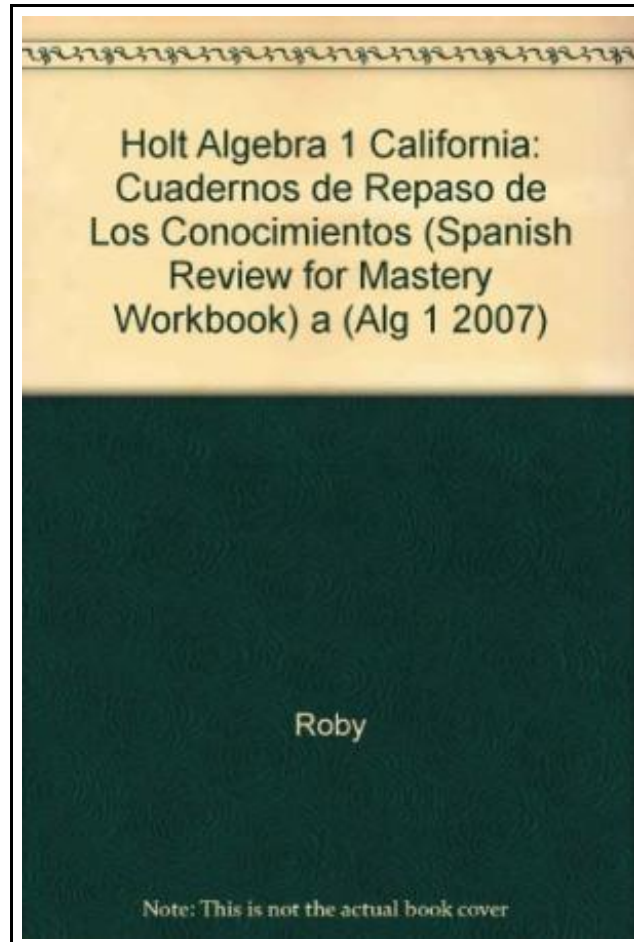 Holt Algebra 1 California:
Cuadernos de Repaso de
Los Conocimientos (Spanish
Review for Mastery
Workbook) a (Alg 1 2007)
Roby
Note: This is not the actual book cover